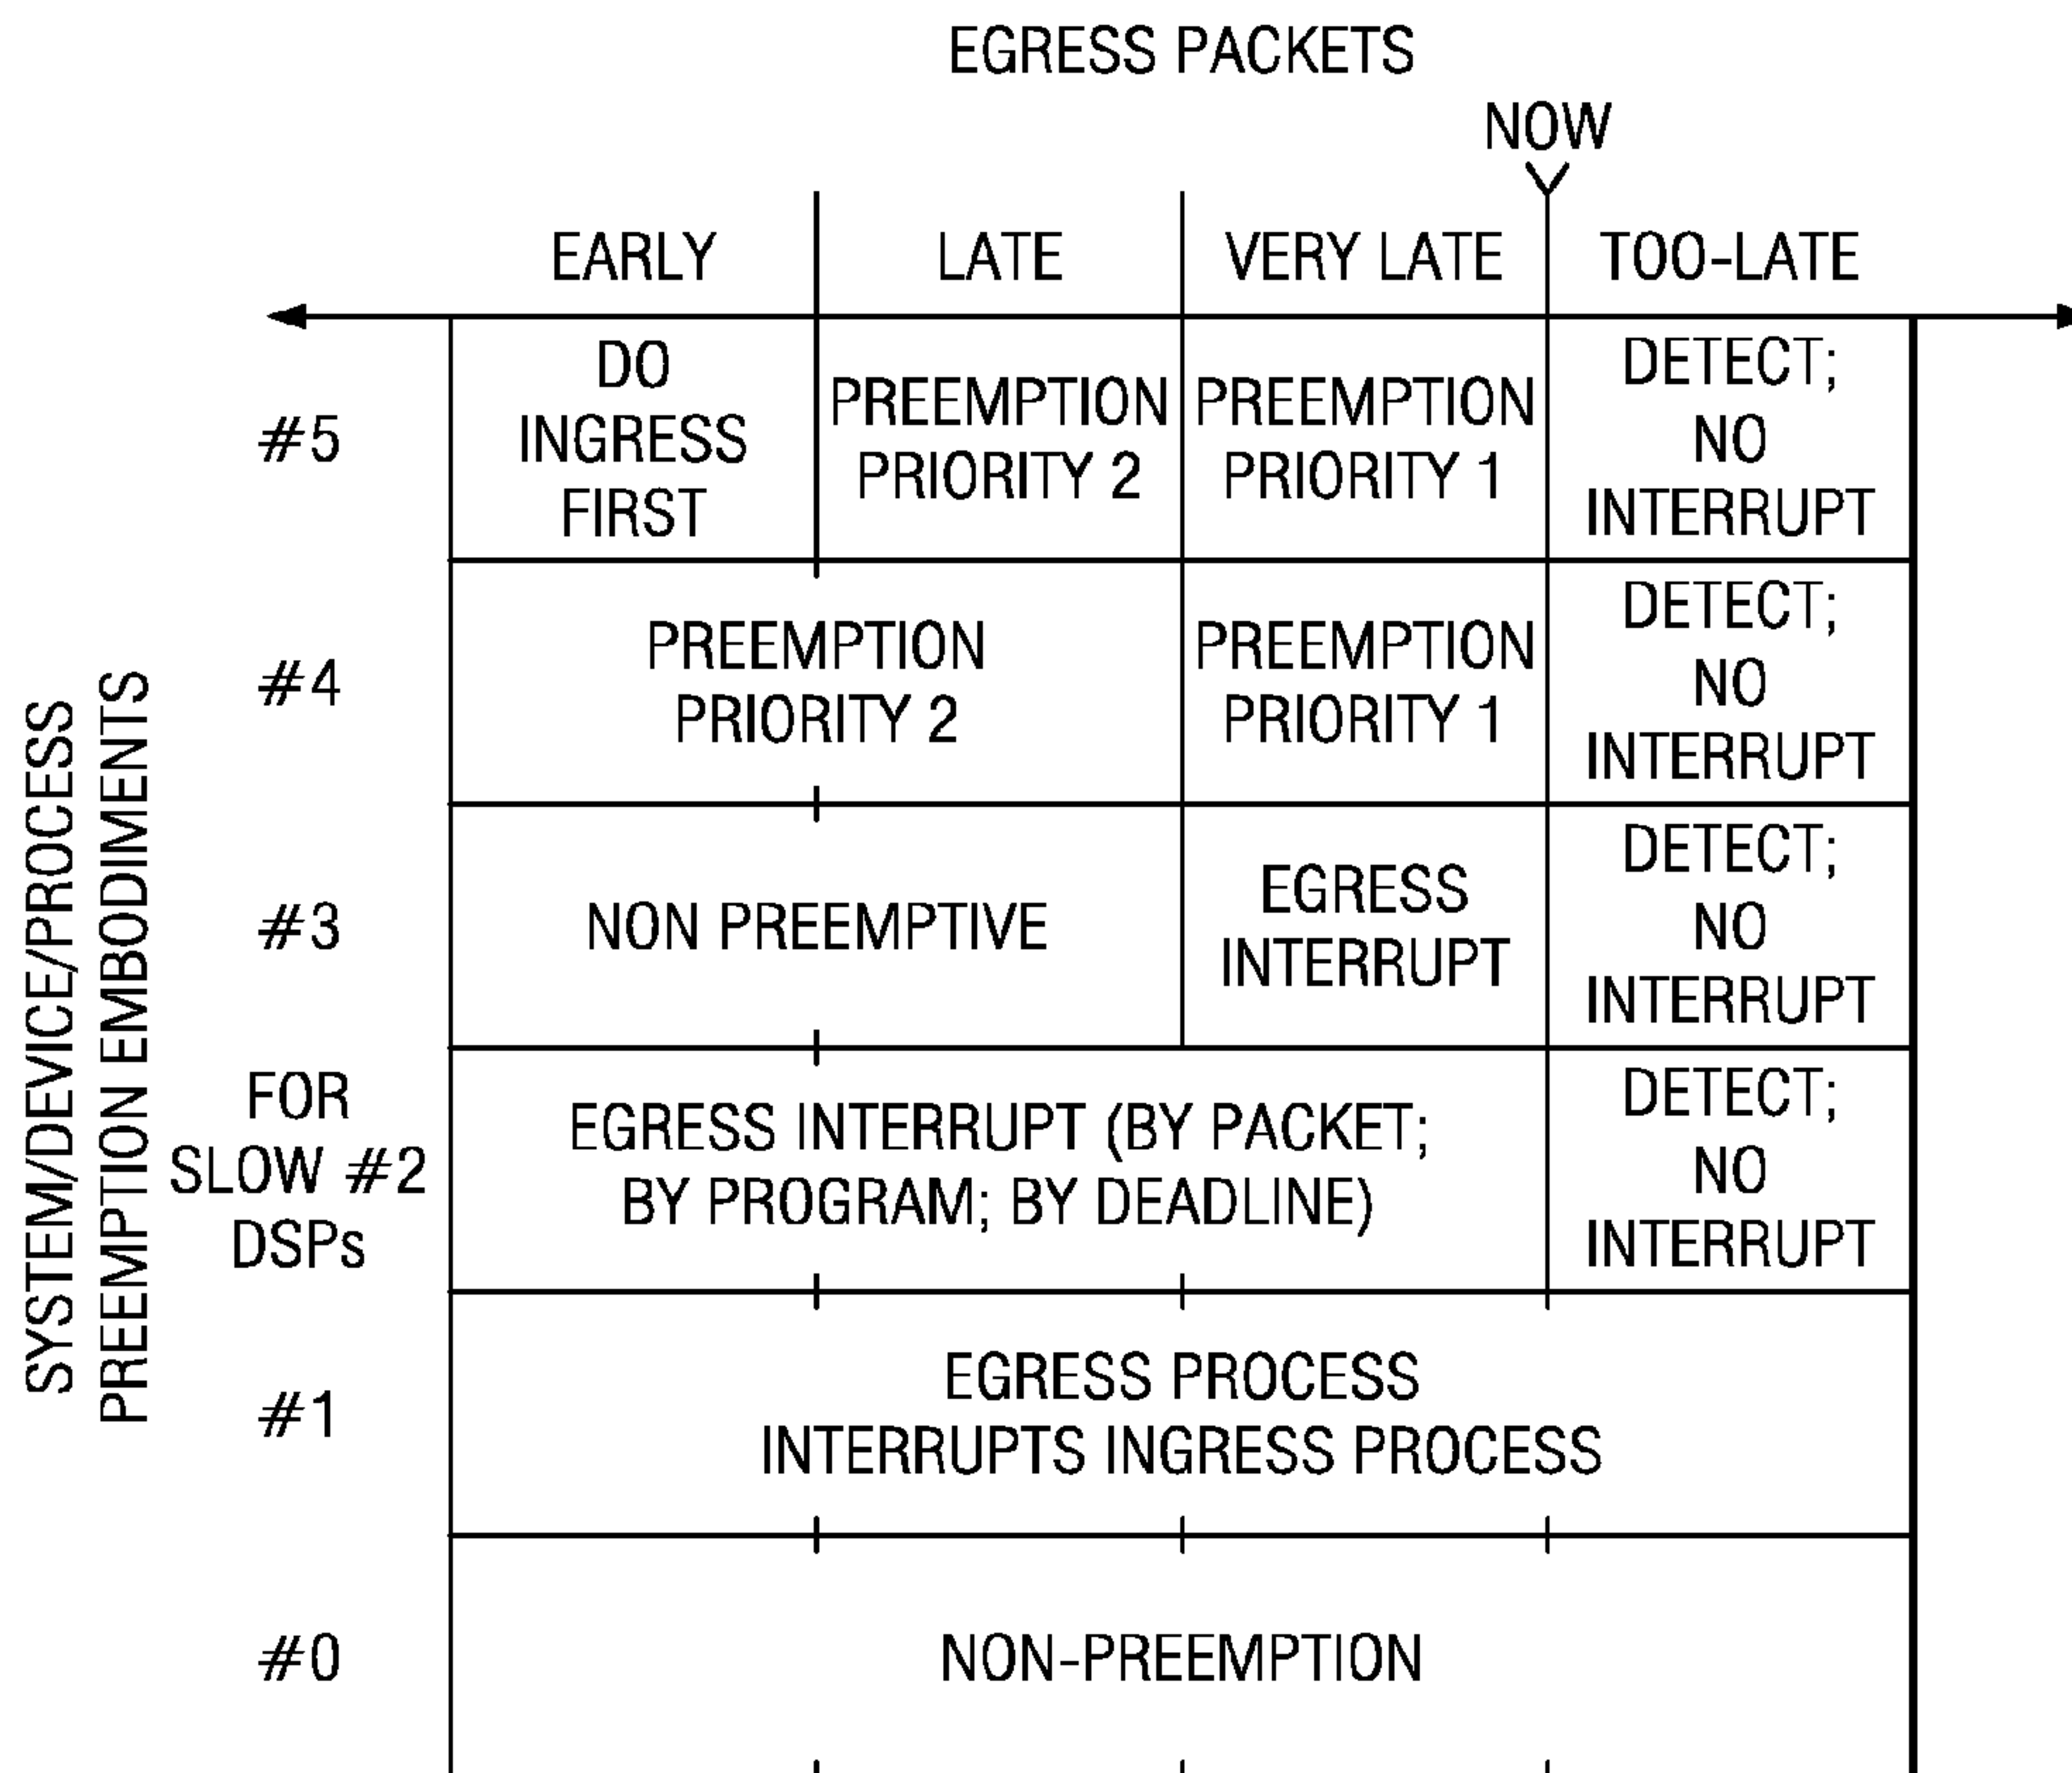 EGRESS PACKETS
NOW
EARLY
LATE
VERY LATE
TOO-LATE
SYSTEM/DEVICE/PROCESS
PREEMPTION EMBODIMENTS
#5
DO
INGRESS
FIRST
PREEMPTION
PRIORITY 2
PREEMPTION
PRIORITY 1
DETECT;
NO
INTERRUPT
#4
PREEMPTION
PRIORITY 2
PREEMPTION
PRIORITY 1
DETECT;
NO
INTERRUPT
#3
NON PREEMPTIVE
EGRESS
INTERRUPT
DETECT;
NO
INTERRUPT
FOR
SLOW #2
DSPs
EGRESS INTERRUPT (BY PACKET;
BY PROGRAM; BY DEADLINE)
DETECT;
NO
INTERRUPT
#1
EGRESS PROCESS
INTERRUPTS INGRESS PROCESS
#0
NON-PREEMPTION